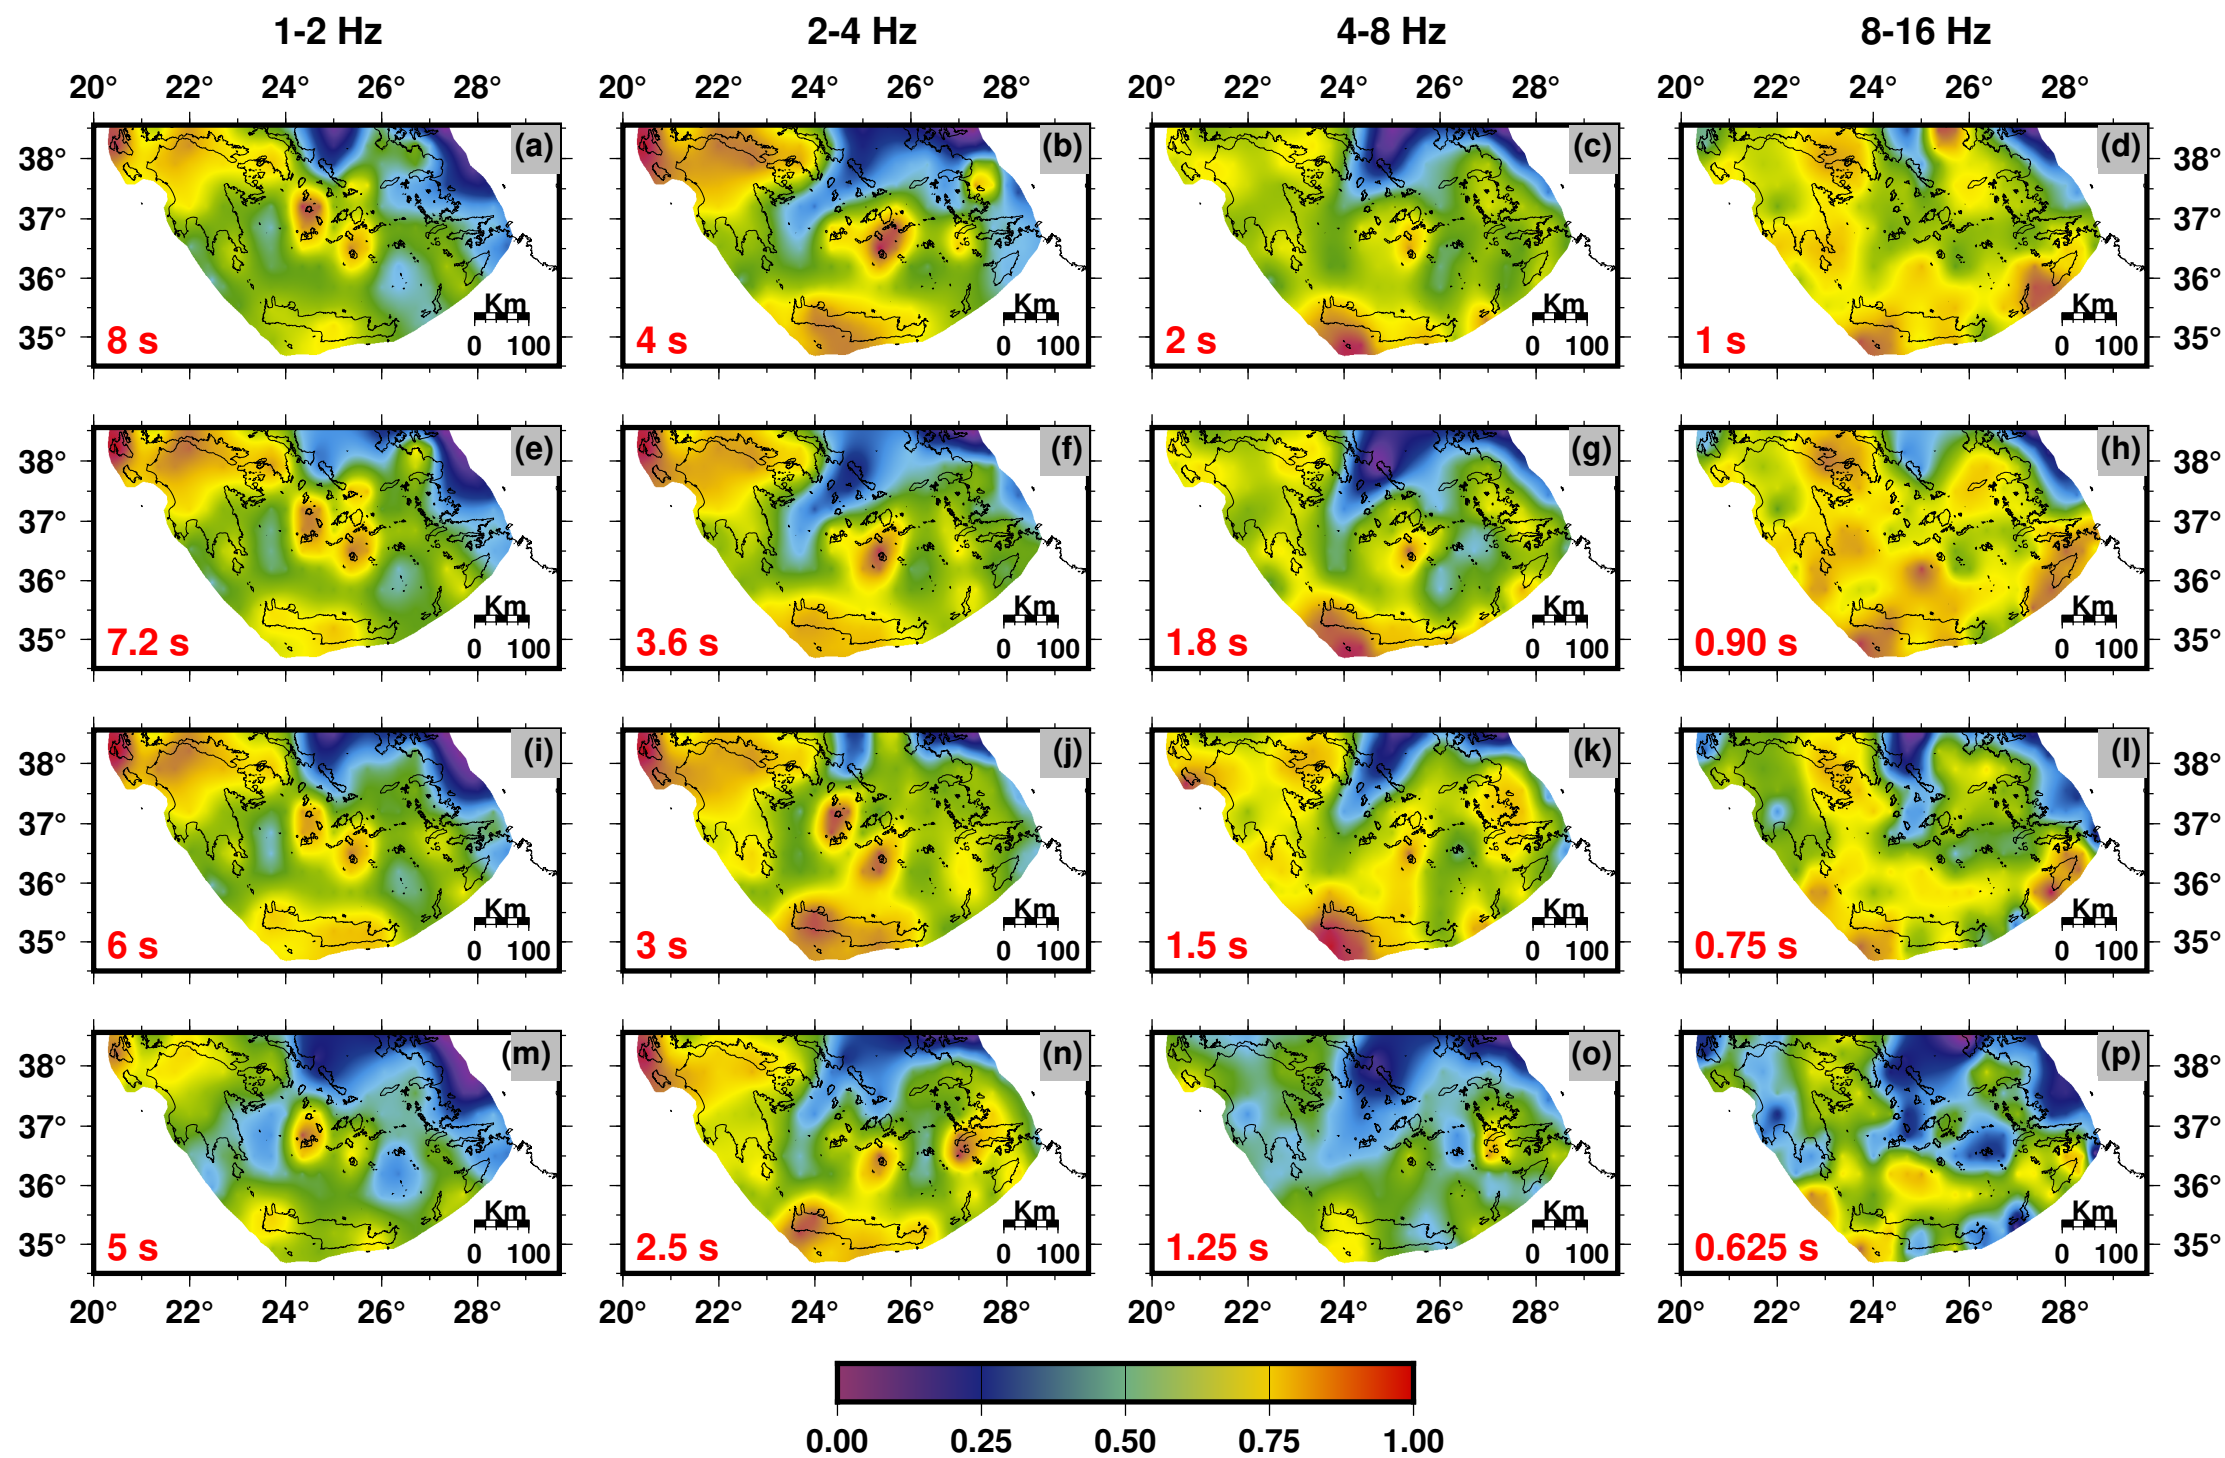 1-2 Hz 2-4 Hz 4-8 Hz 8-16 Hz
20° 22° 24° 26° 28° 20° 22° 24° 26° 28° 20° 22° 24° 26° 28° 20° 22° 24° 26° 28°
38° (a) (b) (c) (d) 38°
37° 37°
36° 36°
Km Km Km Km
35° 8 s 0 100 4 s 0 100 2 s 0 100 1 s 0 100 35°
38° (e) (f) (g) (h) 38°
37° 37°
36° 36°
Km Km Km Km
35° 7.2 s 0 100 3.6 s 0 100 1.8 s 0 100 0.90 s 0 100 35°
38° (i) (j) (k) (l) 38°
37° 37°
36° 36°
Km Km Km Km
35° 6 s 0 100 3 s 0 100 1.5 s 0 100 0.75 s 0 100 35°
38° (m) (n) (o) (p) 38°
37° 37°
36° 36°
Km Km Km Km
35° 5 s 0 100 2.5 s 0 100 1.25 s 0 100 0.625 s 0 100 35°
20° 22° 24° 26° 28° 20° 22° 24° 26° 28° 20° 22° 24° 26° 28° 20° 22° 24° 26° 28°
0.00 0.25 0.50 0.75 1.00